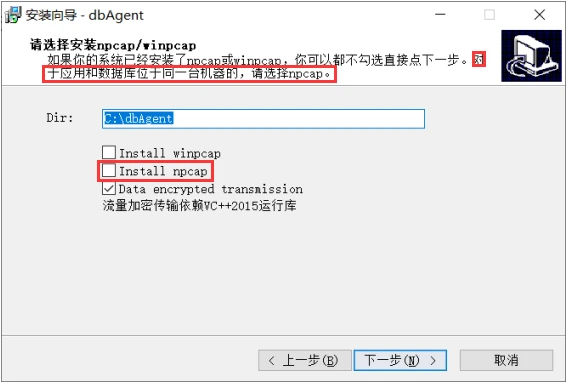 安装向导 - dbAgent
请选择安装npcap/winpcap
如果你的系统已经安装了npcap或winpcap，你可以都不勾选直接点下一步。对
于应用和数据库位于同一台机器的，请选择npcap。
Dir:
C:\dbAgent
Install winpcap
Install npcap
Data encrypted transmission
流量加密传输依赖VC++2015运行库
< 上一步(B)
下一步(N) >
取消